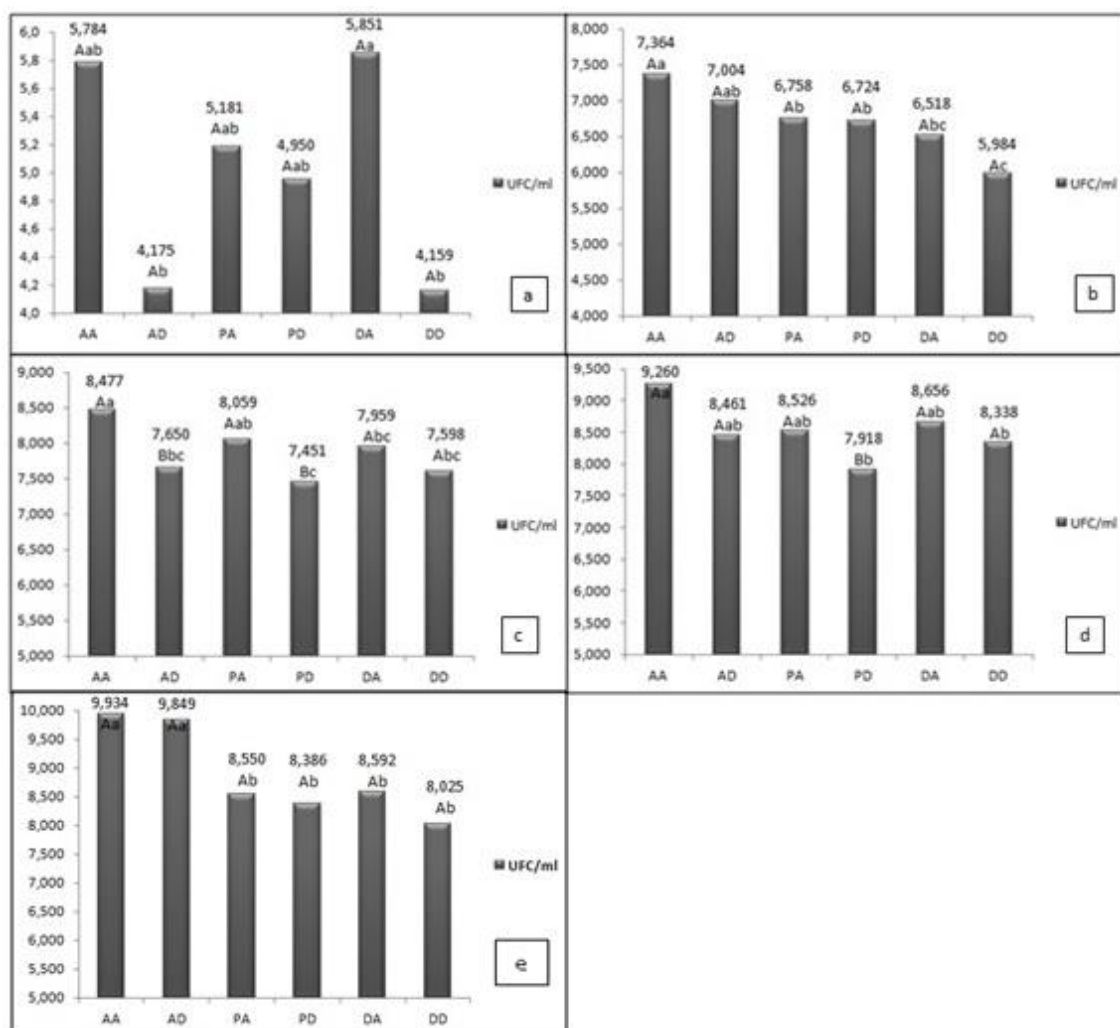 6,0
5,8
5,6
5,4
5,2
5,0
4,8
4,6
4,4
4,2
4,0
5,784
Aab
4,175
Ab
5,181
Aab
4,950
Aab
5,851
Aa
4,159
Ab
AA AD PA PD DA DD
UFC/ml
a
8,000
7,500
7,000
6,500
6,000
5,500
5,000
4,500
4,000
7,364
Aa
7,004
Aab
6,758
Ab
6,724
Ab
6,518
Abc
5,984
Ac
AA AD PA PD DA DD
UFC/ml
b
9,000
8,500
8,000
7,500
7,000
6,500
6,000
5,500
5,000
8,477
Aa
7,650
Bbc
8,059
Aab
7,451
Bc
7,959
Abc
7,598
Abc
AA AD PA PD DA DD
UFC/ml
c
9,500
9,000
8,500
8,000
7,500
7,000
6,500
6,000
5,500
5,000
9,260
Aa
8,461
Aab
8,526
Aab
7,918
Bb
8,656
Aab
8,338
Ab
AA AD PA PD DA DD
UFC/ml
d
10,000
9,500
9,000
8,500
8,000
7,500
7,000
6,500
6,000
5,500
5,000
9,934
Aa
9,849
Aa
8,550
Ab
8,386
Ab
8,592
Ab
8,025
Ab
AA AD PA PD DA DD
UFC/ml
e